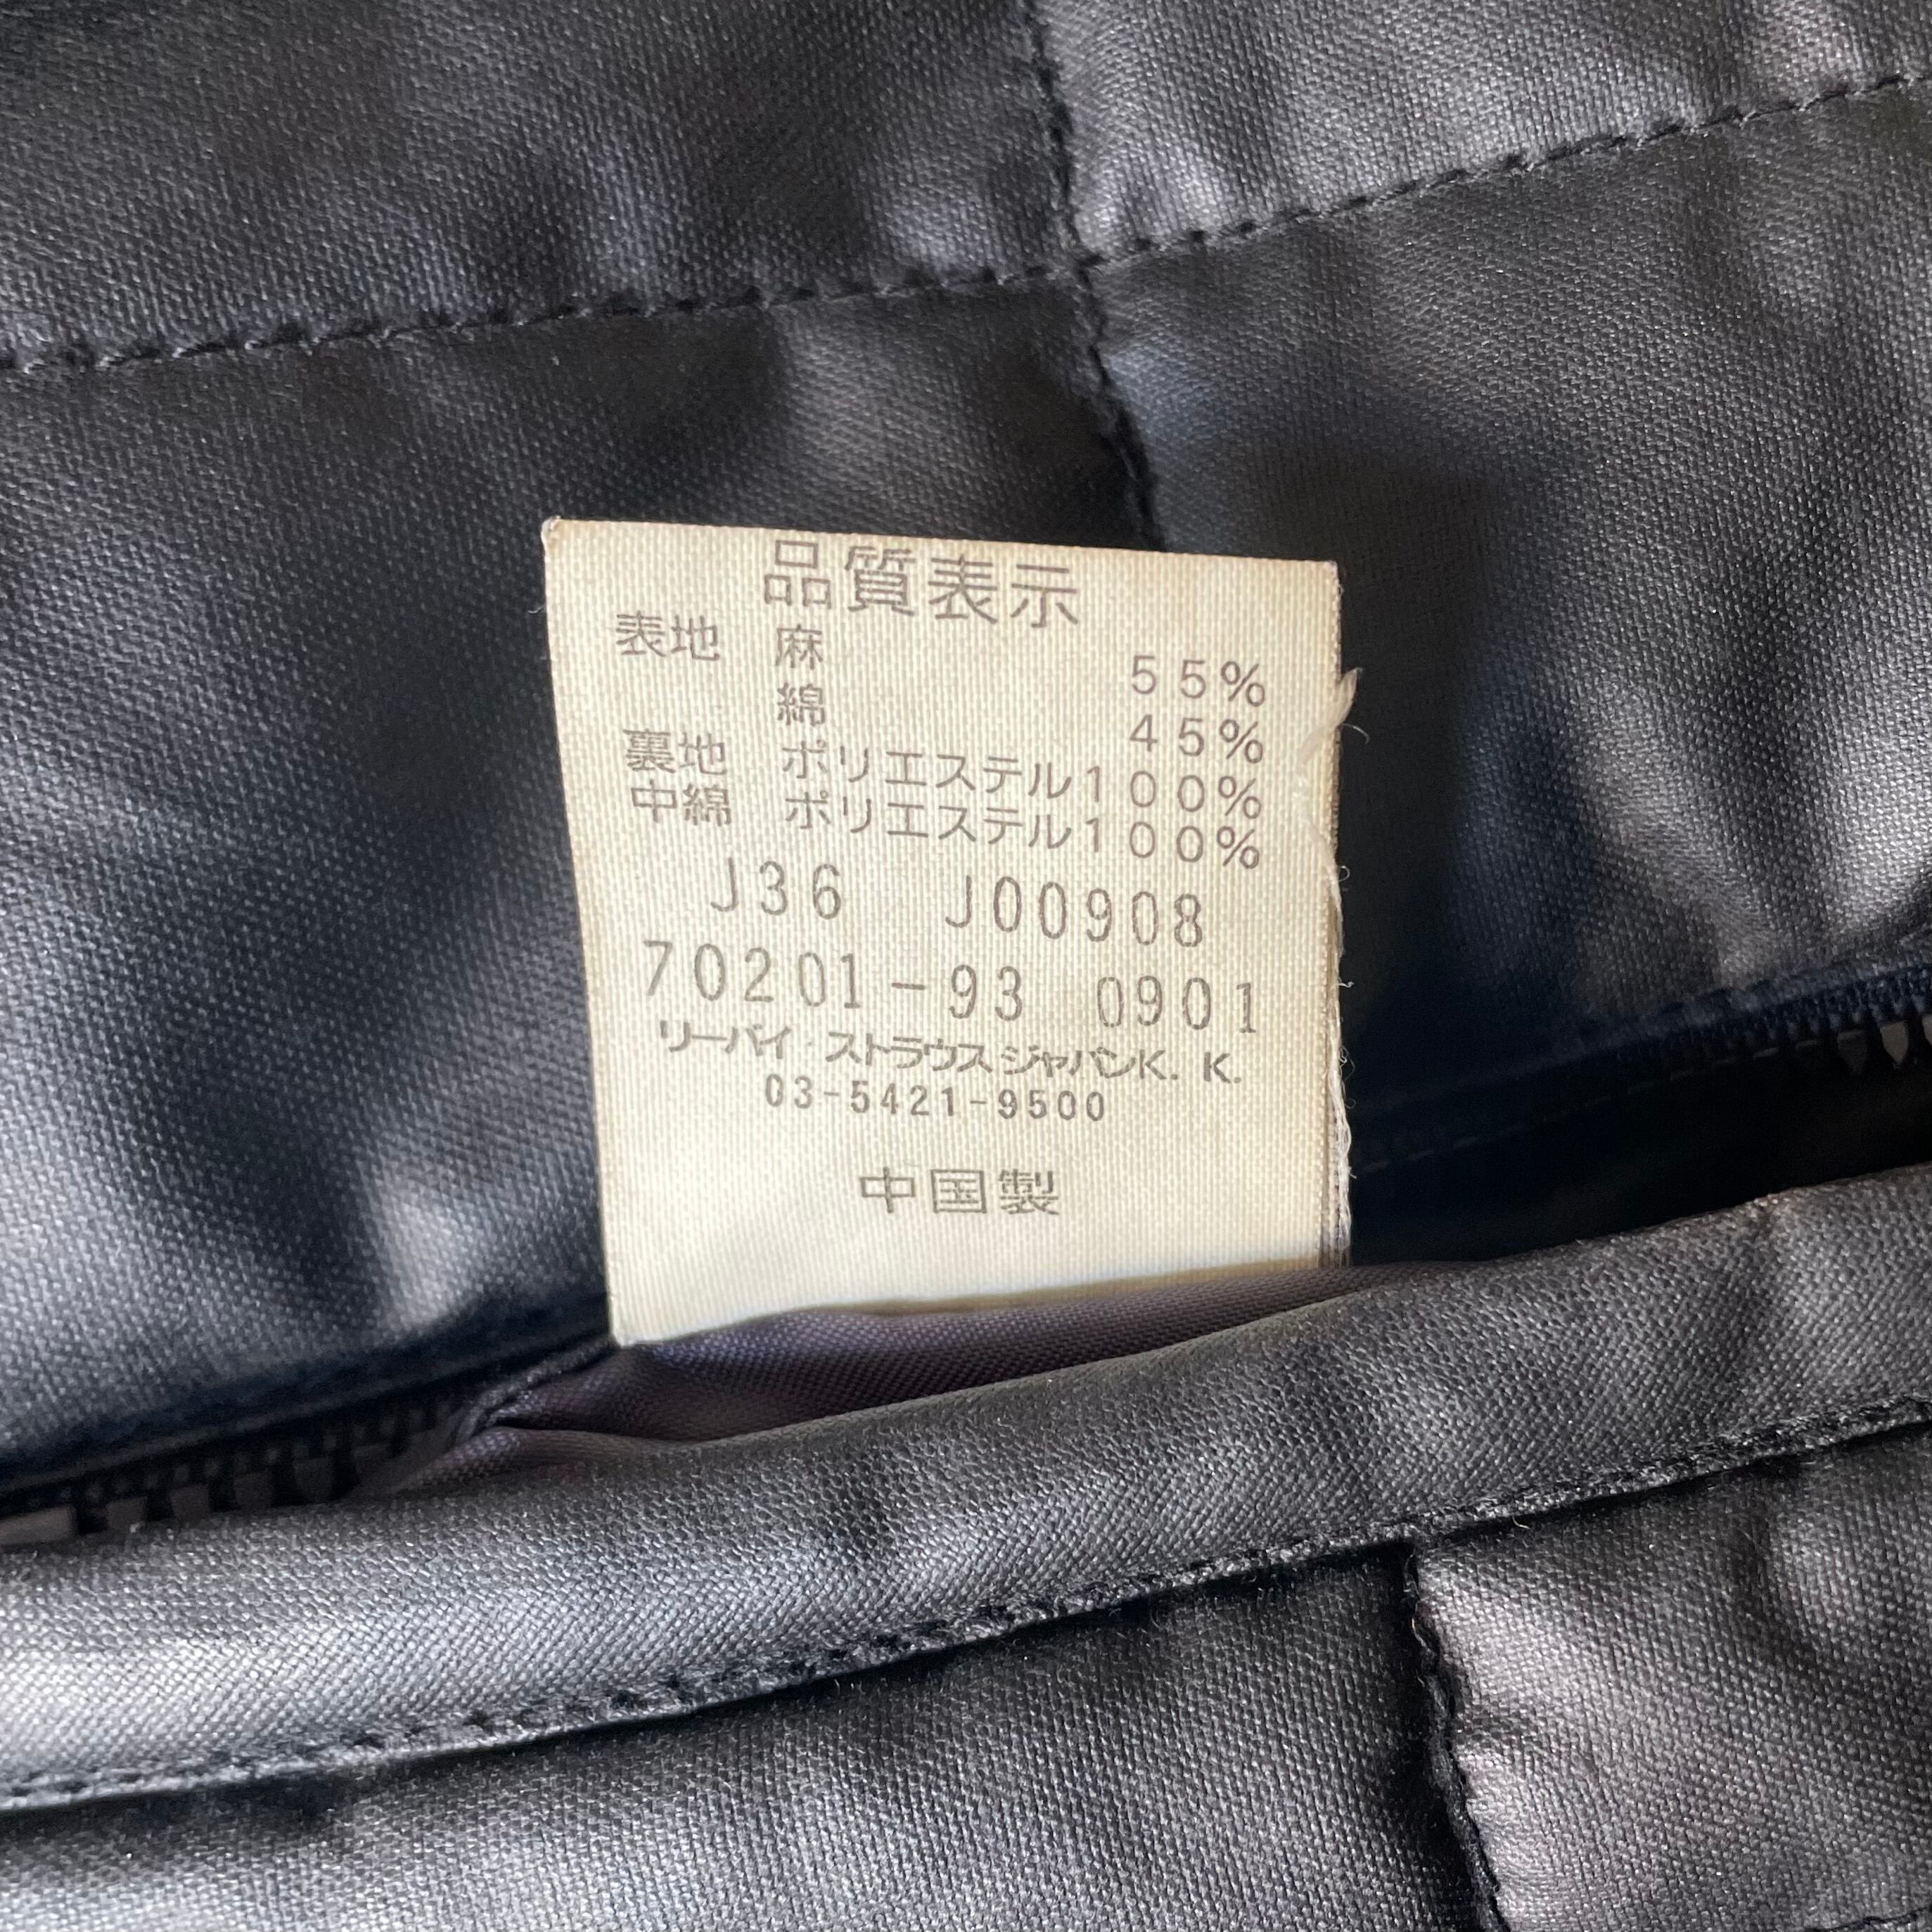 品質表示
表地 麻 55%
綿 45%
裏地 ポリエステル100%
中綿 ポリエステル100%
J36 J00908
70201-93 0901
リーバイ ストラウス ジャパンK. K.
03-5421-9500
中国製